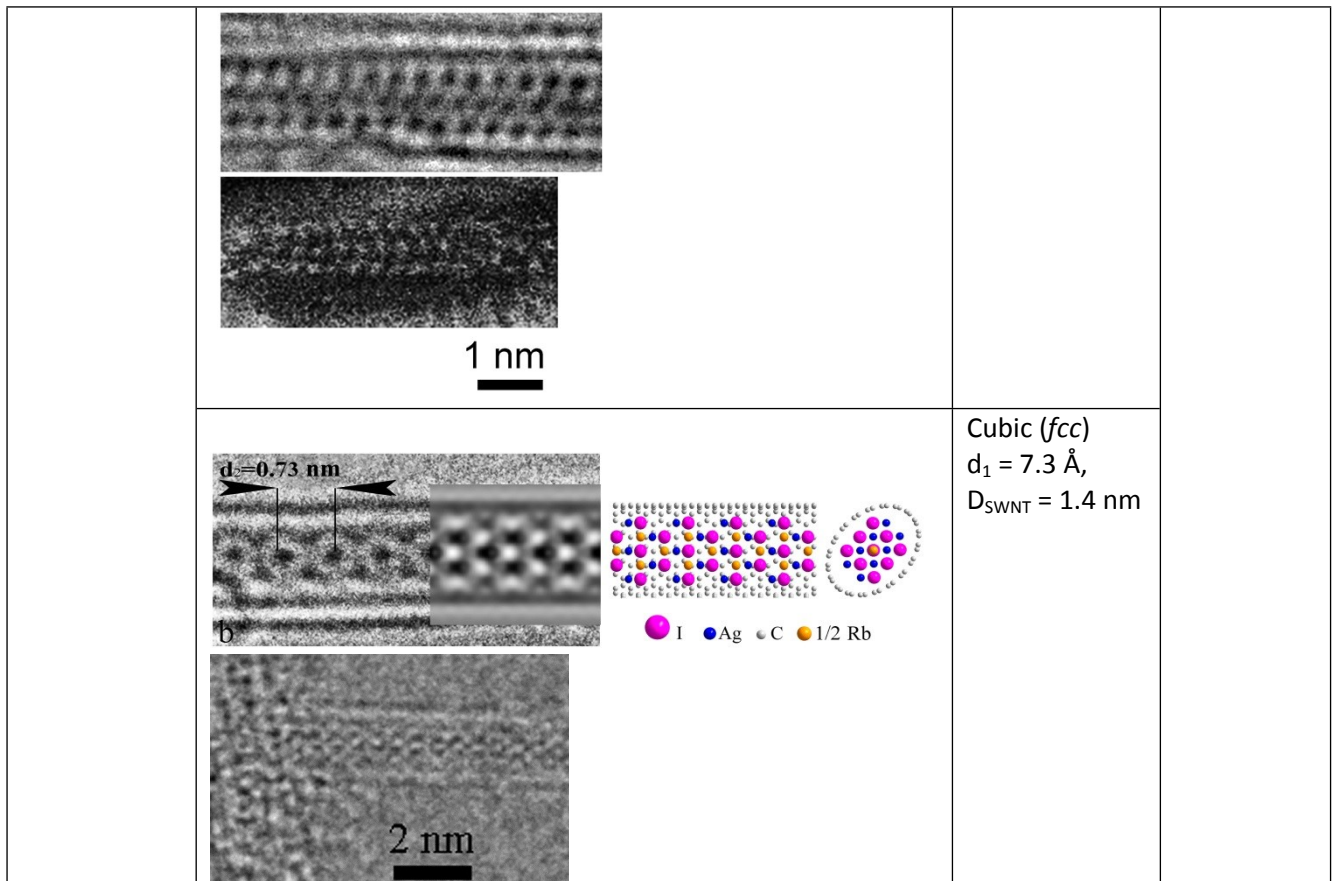 1 nm
d₂=0.73 nm
b
I Ag C 1/2 Rb
2 nm
Cubic (fcc)
d₁ = 7.3 Å,
D_SWNT = 1.4 nm